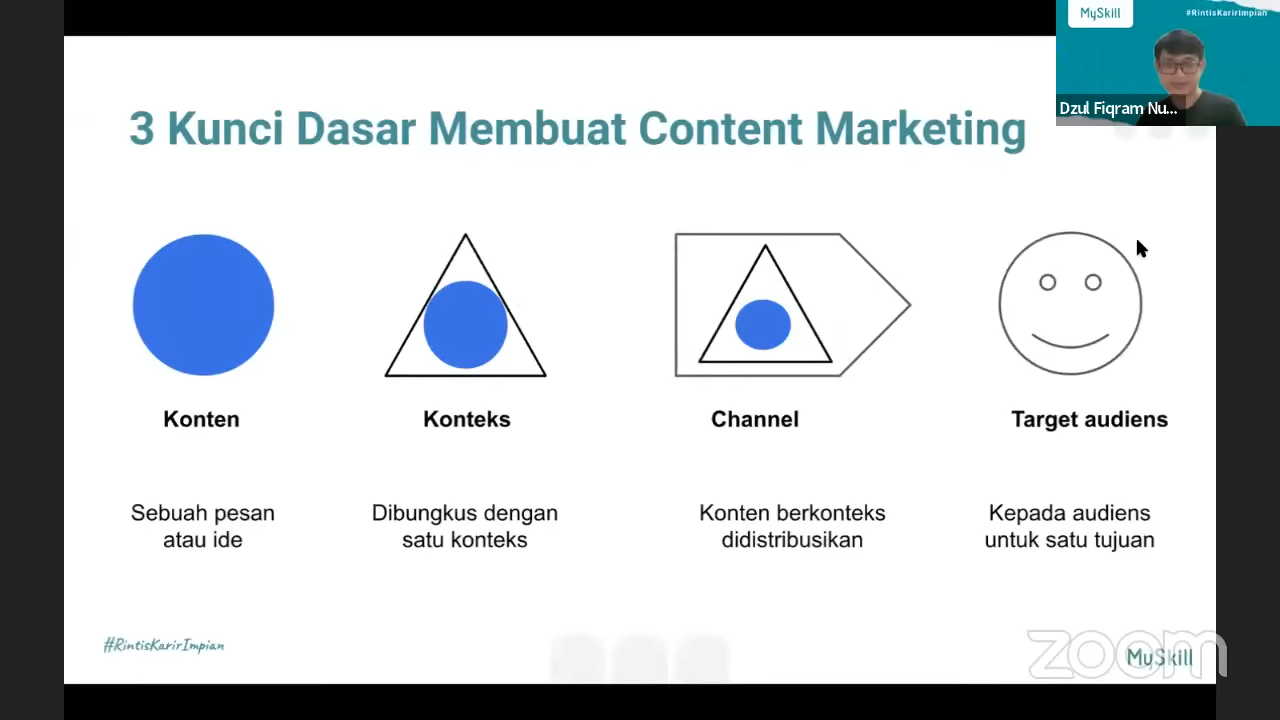 MySkill
#RintisKarirImpian
Dzul Fiqram Nu...
3 Kunci Dasar Membuat Content Marketing
Konten
Konteks
Channel
Target audiens
Sebuah pesan
atau ide
Dibungkus dengan
satu konteks
Konten berkonteks
didistribusikan
Kepada audiens
untuk satu tujuan
#RintisKarirImpian
zoom
MySkill